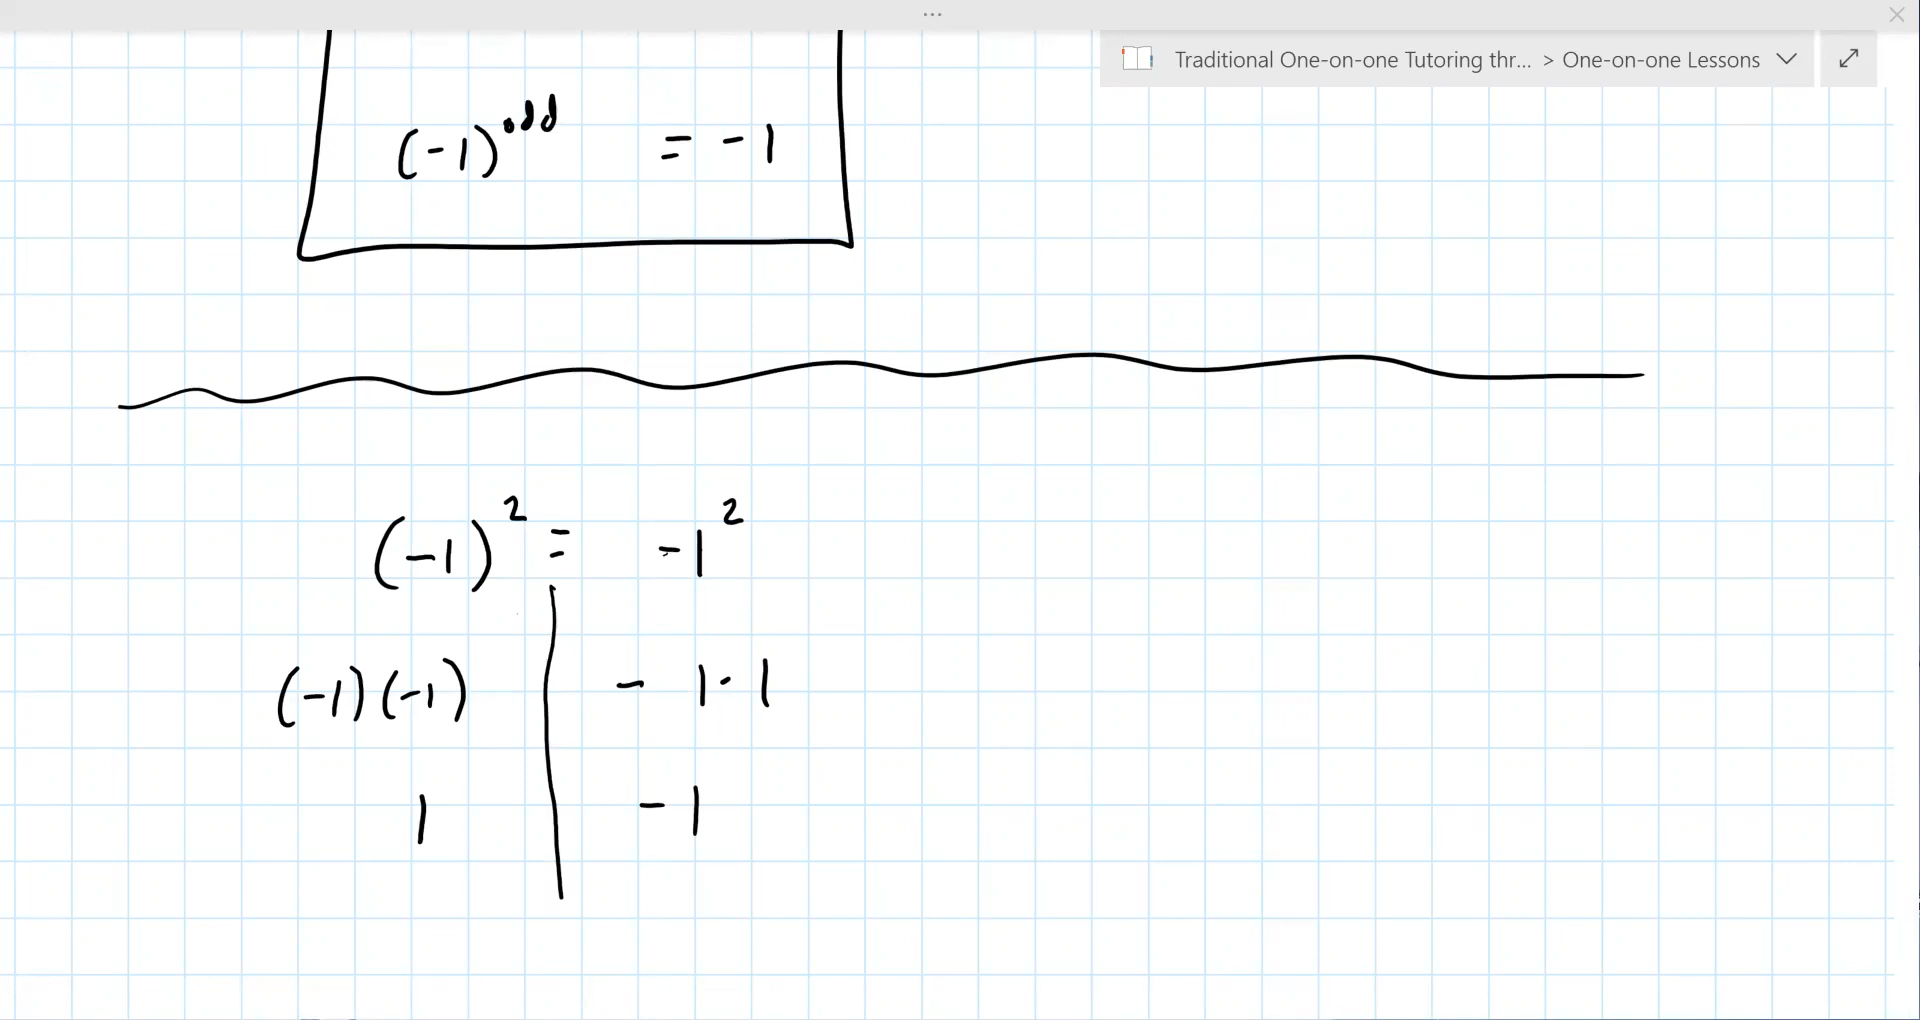 ...
Traditional One-on-one Tutoring thr... > One-on-one Lessons
(-1)^odd = -1
(-1)^2 = -1^2
(-1)(-1) | - 1·1
1 | -1